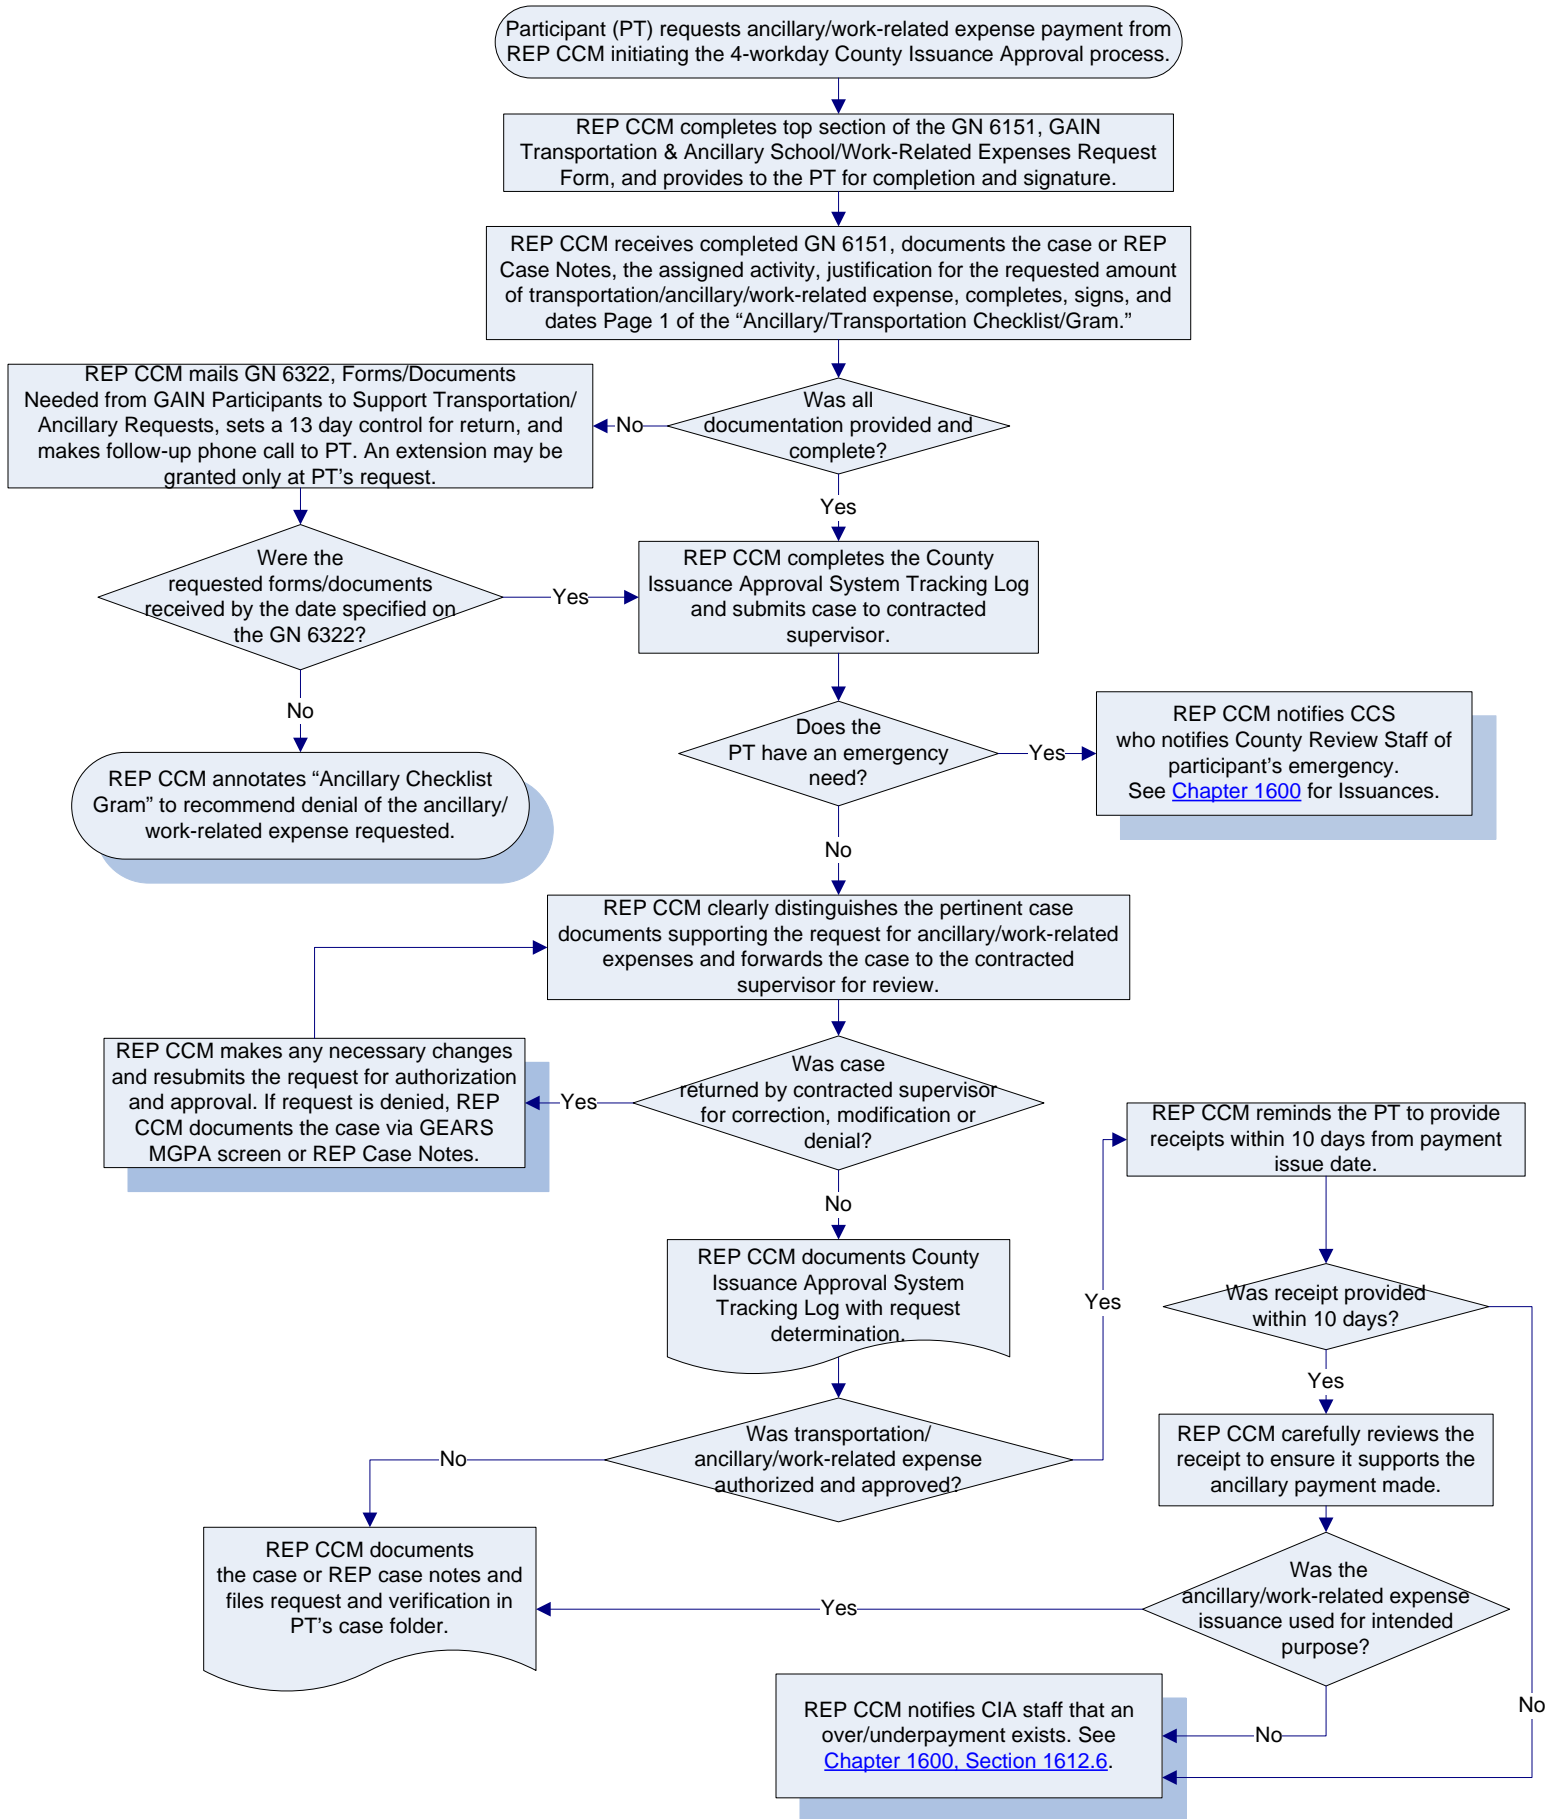 Participant (PT) requests ancillary/work-related expense payment from
REP CCM initiating the 4-workday County Issuance Approval process.
REP CCM completes top section of the GN 6151, GAIN
Transportation & Ancillary School/Work-Related Expenses Request
Form, and provides to the PT for completion and signature.
REP CCM receives completed GN 6151, documents the case or REP
Case Notes, the assigned activity, justification for the requested amount
of transportation/ancillary/work-related expense, completes, signs, and
dates Page 1 of the “Ancillary/Transportation Checklist/Gram.”
Was all
documentation provided and
complete?
No
REP CCM mails GN 6322, Forms/Documents
Needed from GAIN Participants to Support Transportation/
Ancillary Requests, sets a 13 day control for return, and
makes follow-up phone call to PT. An extension may be
granted only at PT’s request.
Yes
Were the
requested forms/documents
received by the date specified on
the GN 6322?
Yes
REP CCM completes the County
Issuance Approval System Tracking Log
and submits case to contracted
supervisor.
No
REP CCM annotates “Ancillary Checklist
Gram” to recommend denial of the ancillary/
work-related expense requested.
Does the
PT have an emergency
need?
Yes
REP CCM notifies CCS
who notifies County Review Staff of
participant’s emergency.
See Chapter 1600 for Issuances.
No
REP CCM clearly distinguishes the pertinent case
documents supporting the request for ancillary/work-related
expenses and forwards the case to the contracted
supervisor for review.
Was case
returned by contracted supervisor
for correction, modification or
denial?
Yes
REP CCM makes any necessary changes
and resubmits the request for authorization
and approval. If request is denied, REP
CCM documents the case via GEARS
MGPA screen or REP Case Notes.
No
REP CCM documents County
Issuance Approval System
Tracking Log with request
determination.
Was transportation/
ancillary/work-related expense
authorized and approved?
No
Yes
REP CCM reminds the PT to provide
receipts within 10 days from payment
issue date.
Was receipt provided
within 10 days?
Yes
REP CCM carefully reviews the
receipt to ensure it supports the
ancillary payment made.
Was the
ancillary/work-related expense
issuance used for intended
purpose?
Yes
REP CCM documents
the case or REP case notes and
files request and verification in
PT’s case folder.
No
No
REP CCM notifies CIA staff that an
over/underpayment exists. See
Chapter 1600, Section 1612.6.